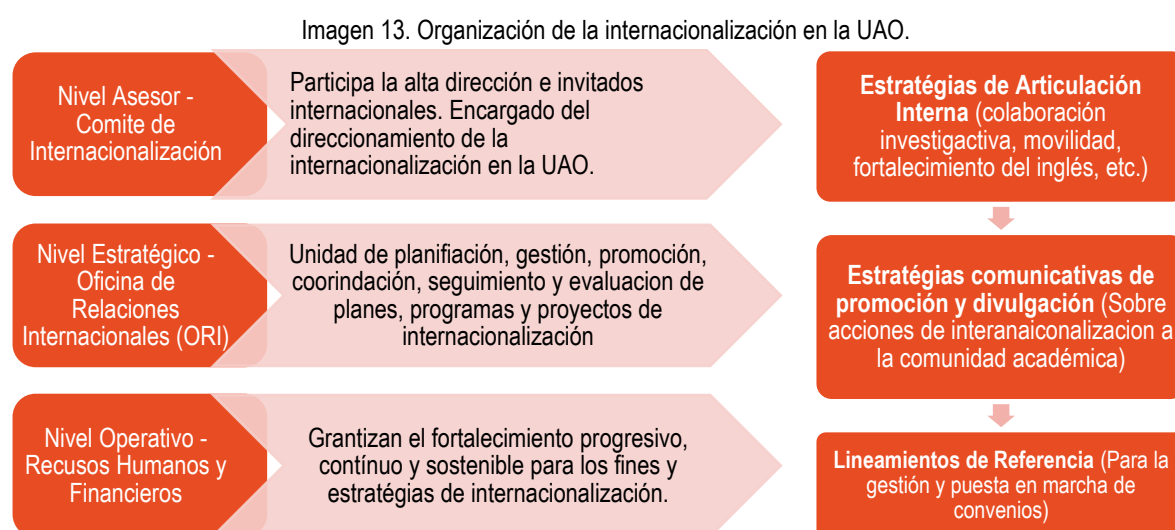 Imagen 13. Organización de la internacionalización en la UAO.
Nivel Asesor -
Comite de
Internacionalización
Participa la alta dirección e invitados
internacionales. Encargado del
direccionamiento de la
internacionalización en la UAO.
Estratégias de Articulación
Interna (colaboración
investigactiva, movilidad,
fortalecimiento del inglés, etc.)
Nivel Estratégico -
Oficina de
Relaciones
Internacionales (ORI)
Unidad de planifiación, gestión, promoción,
coorindación, seguimiento y evaluacion de
planes, programas y proyectos de
internacionalización
Estratégias comunicativas de
promoción y divulgación (Sobre
acciones de interanaiconalizacion a
la comunidad académica)
Nivel Operativo -
Recusos Humanos y
Financieros
Grantizan el fortalecimiento progresivo,
contínuo y sostenible para los fines y
estratégias de internacionalización.
Lineamientos de Referencia (Para la
gestión y puesta en marcha de
convenios)